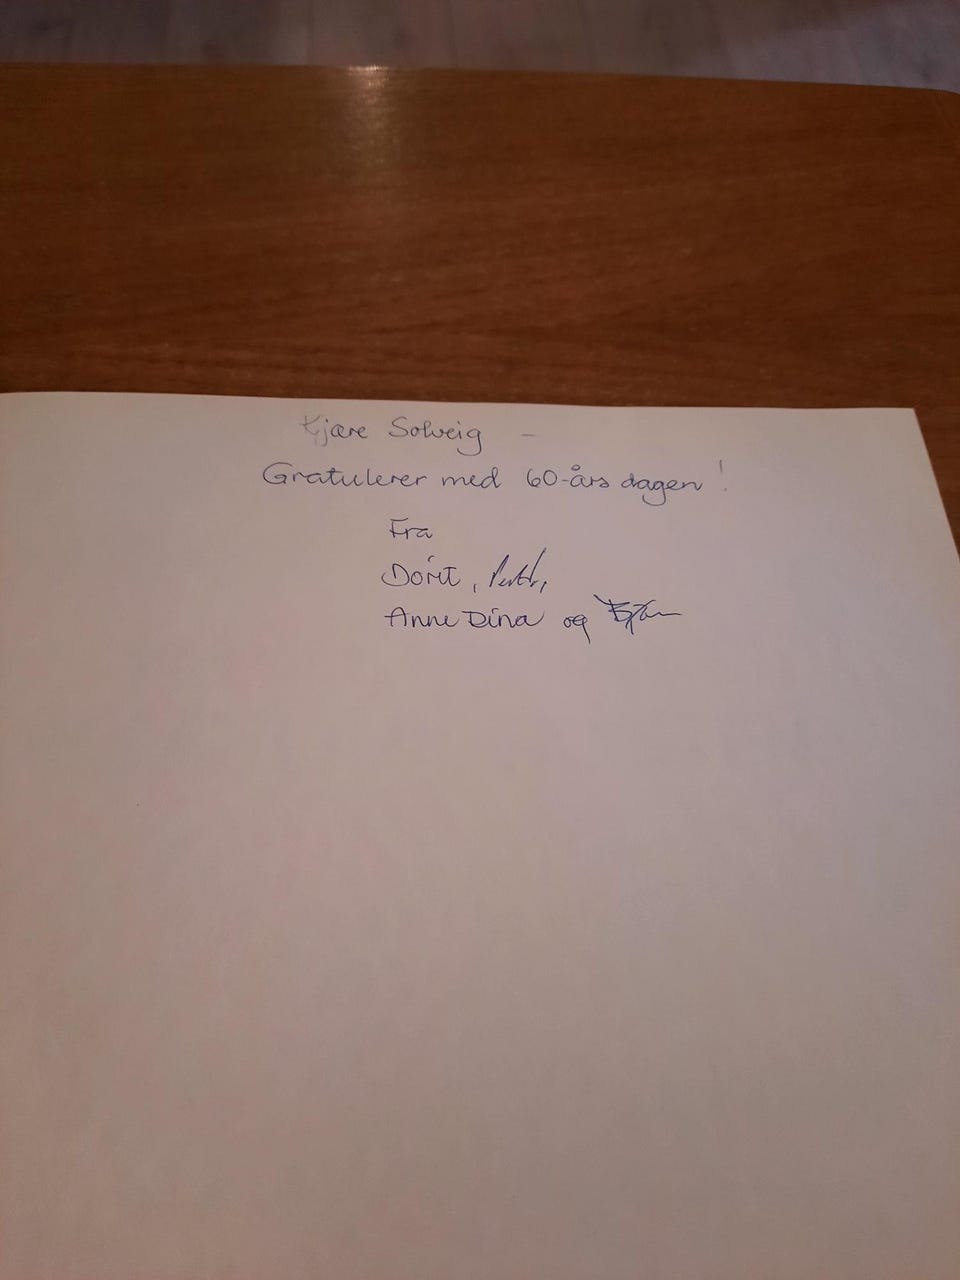 Kjære Solveig -
Gratulerer med 60-års dagen!
Fra
Dorit,
Anne Dina og